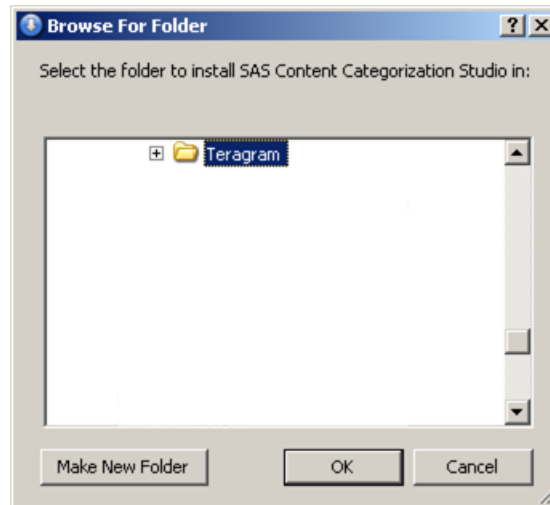 Browse For Folder
Select the folder to install SAS Content Categorization Studio in:
Teragram
Make New Folder
OK
Cancel